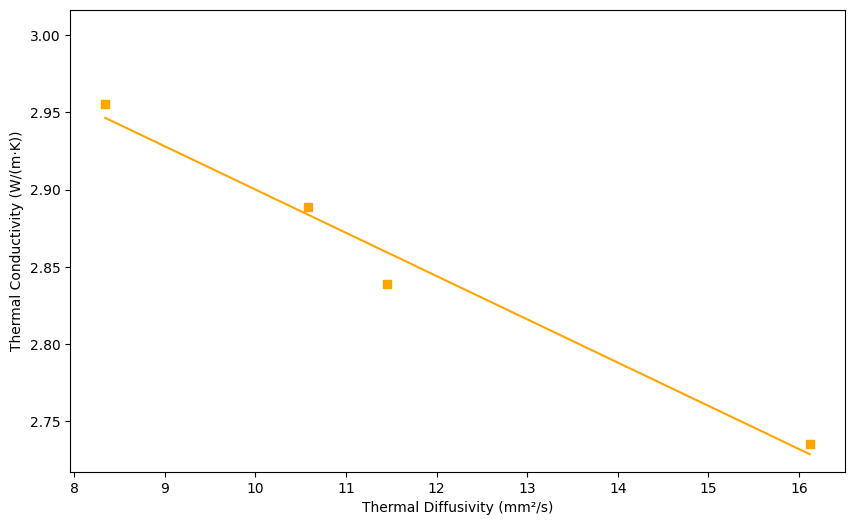 3.00
2.95
2.90
2.85
2.80
2.75
Thermal Conductivity (W/(m·K))
8 9 10 11 12 13 14 15 16
Thermal Diffusivity (mm²/s)